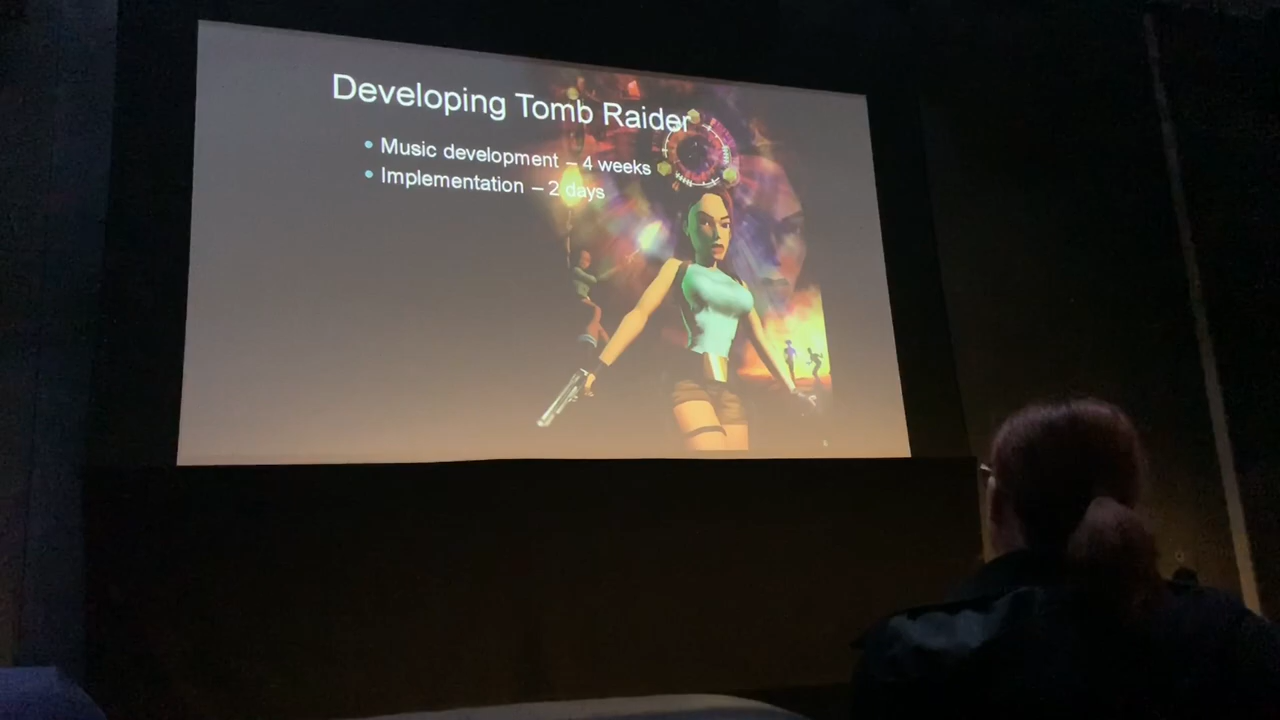 Developing Tomb Raider
• Music development – 4 weeks
• Implementation – 2 days